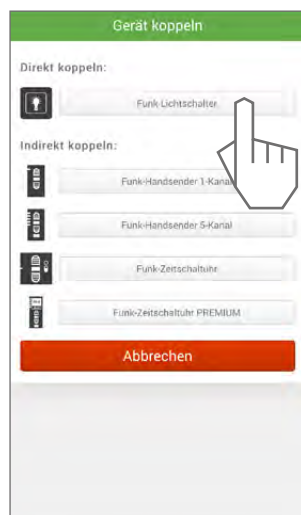 Gerät koppeln
Direkt koppeln:
Funk-Lichtschalter
Indirekt koppeln:
Funk-Handsender 1-Kanal
Funk-Handsender 5-Kanal
Funk-Zeitschaltuhr
Funk-Zeitschaltuhr PREMIUM
Abbrechen